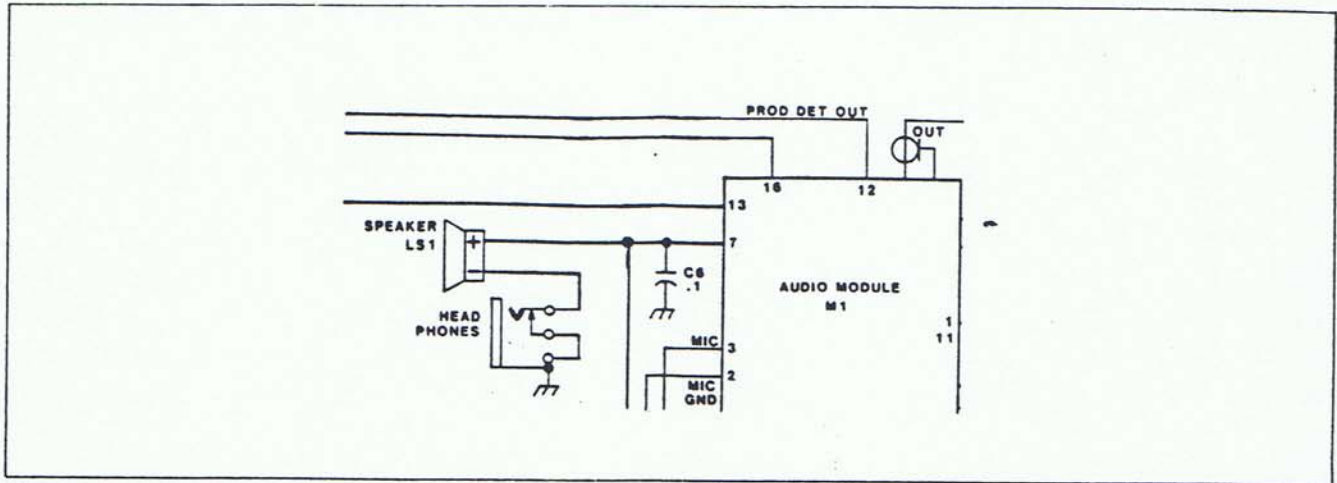 PROD DET OUT
OUT
16
12
13
SPEAKER
LS1
+
−
7
C6
.1
AUDIO MODULE
M1
HEAD
PHONES
1
11
MIC
3
2
MIC
GND